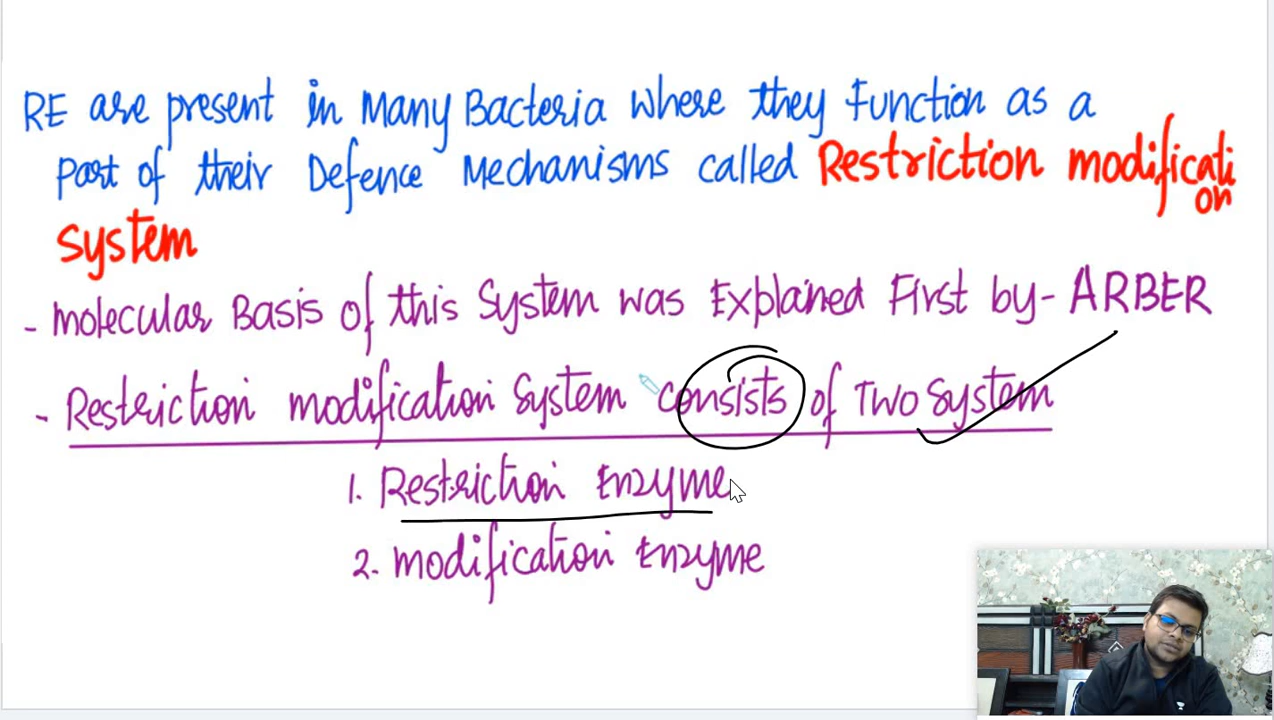 RE are present in Many Bacteria where they Function as a
Part of their Defence Mechanisms called Restriction modification
system
- Molecular Basis of this System was Explained First by- ARBER
- Restriction modification System consists of Two System
1. Restriction Enzyme
2. modification Enzyme